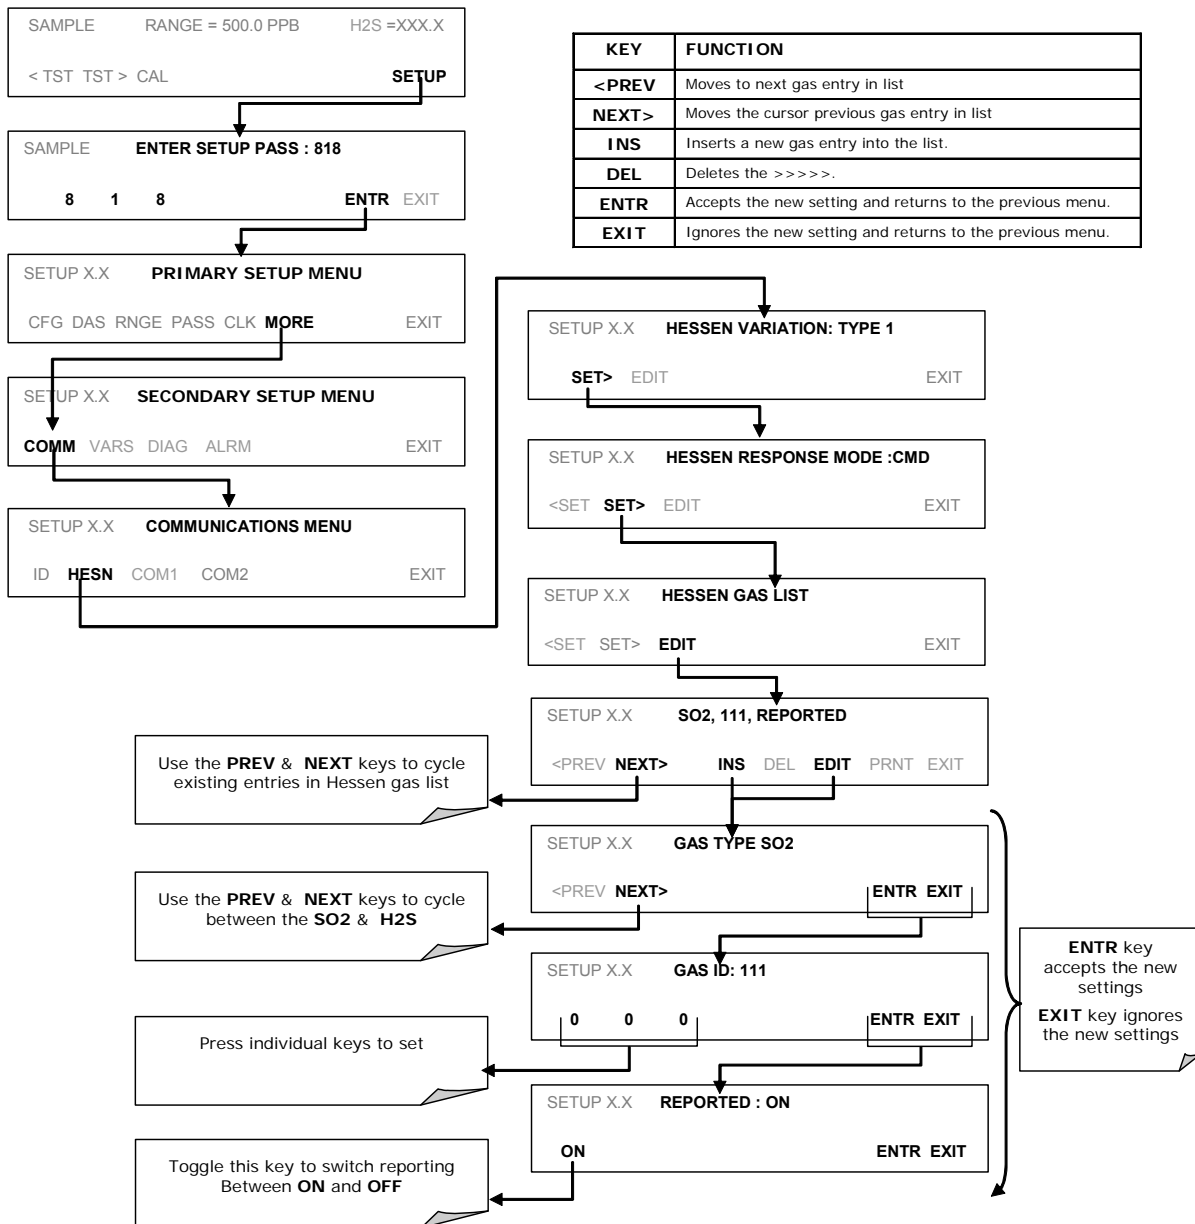 SAMPLE RANGE = 500.0 PPB H2S =XXX.X
< TST TST > CAL SETUP
SAMPLE ENTER SETUP PASS : 818
8 1 8 ENTR EXIT
SETUP X.X PRIMARY SETUP MENU
CFG DAS RNGE PASS CLK MORE EXIT
SETUP X.X SECONDARY SETUP MENU
COMM VARS DIAG ALRM EXIT
SETUP X.X COMMUNICATIONS MENU
ID HESN COM1 COM2 EXIT
KEY FUNCTION
<PREV Moves to next gas entry in list
NEXT> Moves the cursor previous gas entry in list
INS Inserts a new gas entry into the list.
DEL Deletes the >>>>>.
ENTR Accepts the new setting and returns to the previous menu.
EXIT Ignores the new setting and returns to the previous menu.
SETUP X.X HESSEN VARIATION: TYPE 1
SET> EDIT EXIT
SETUP X.X HESSEN RESPONSE MODE :CMD
<SET SET> EDIT EXIT
SETUP X.X HESSEN GAS LIST
<SET SET> EDIT EXIT
SETUP X.X SO2, 111, REPORTED
<PREV NEXT> INS DEL EDIT PRNT EXIT
Use the PREV & NEXT keys to cycle
existing entries in Hessen gas list
SETUP X.X GAS TYPE SO2
<PREV NEXT> ENTR EXIT
Use the PREV & NEXT keys to cycle
between the SO2 & H2S
SETUP X.X GAS ID: 111
0 0 0 ENTR EXIT
Press individual keys to set
SETUP X.X REPORTED : ON
ON ENTR EXIT
Toggle this key to switch reporting
Between ON and OFF
ENTR key
accepts the new
settings
EXIT key ignores
the new settings